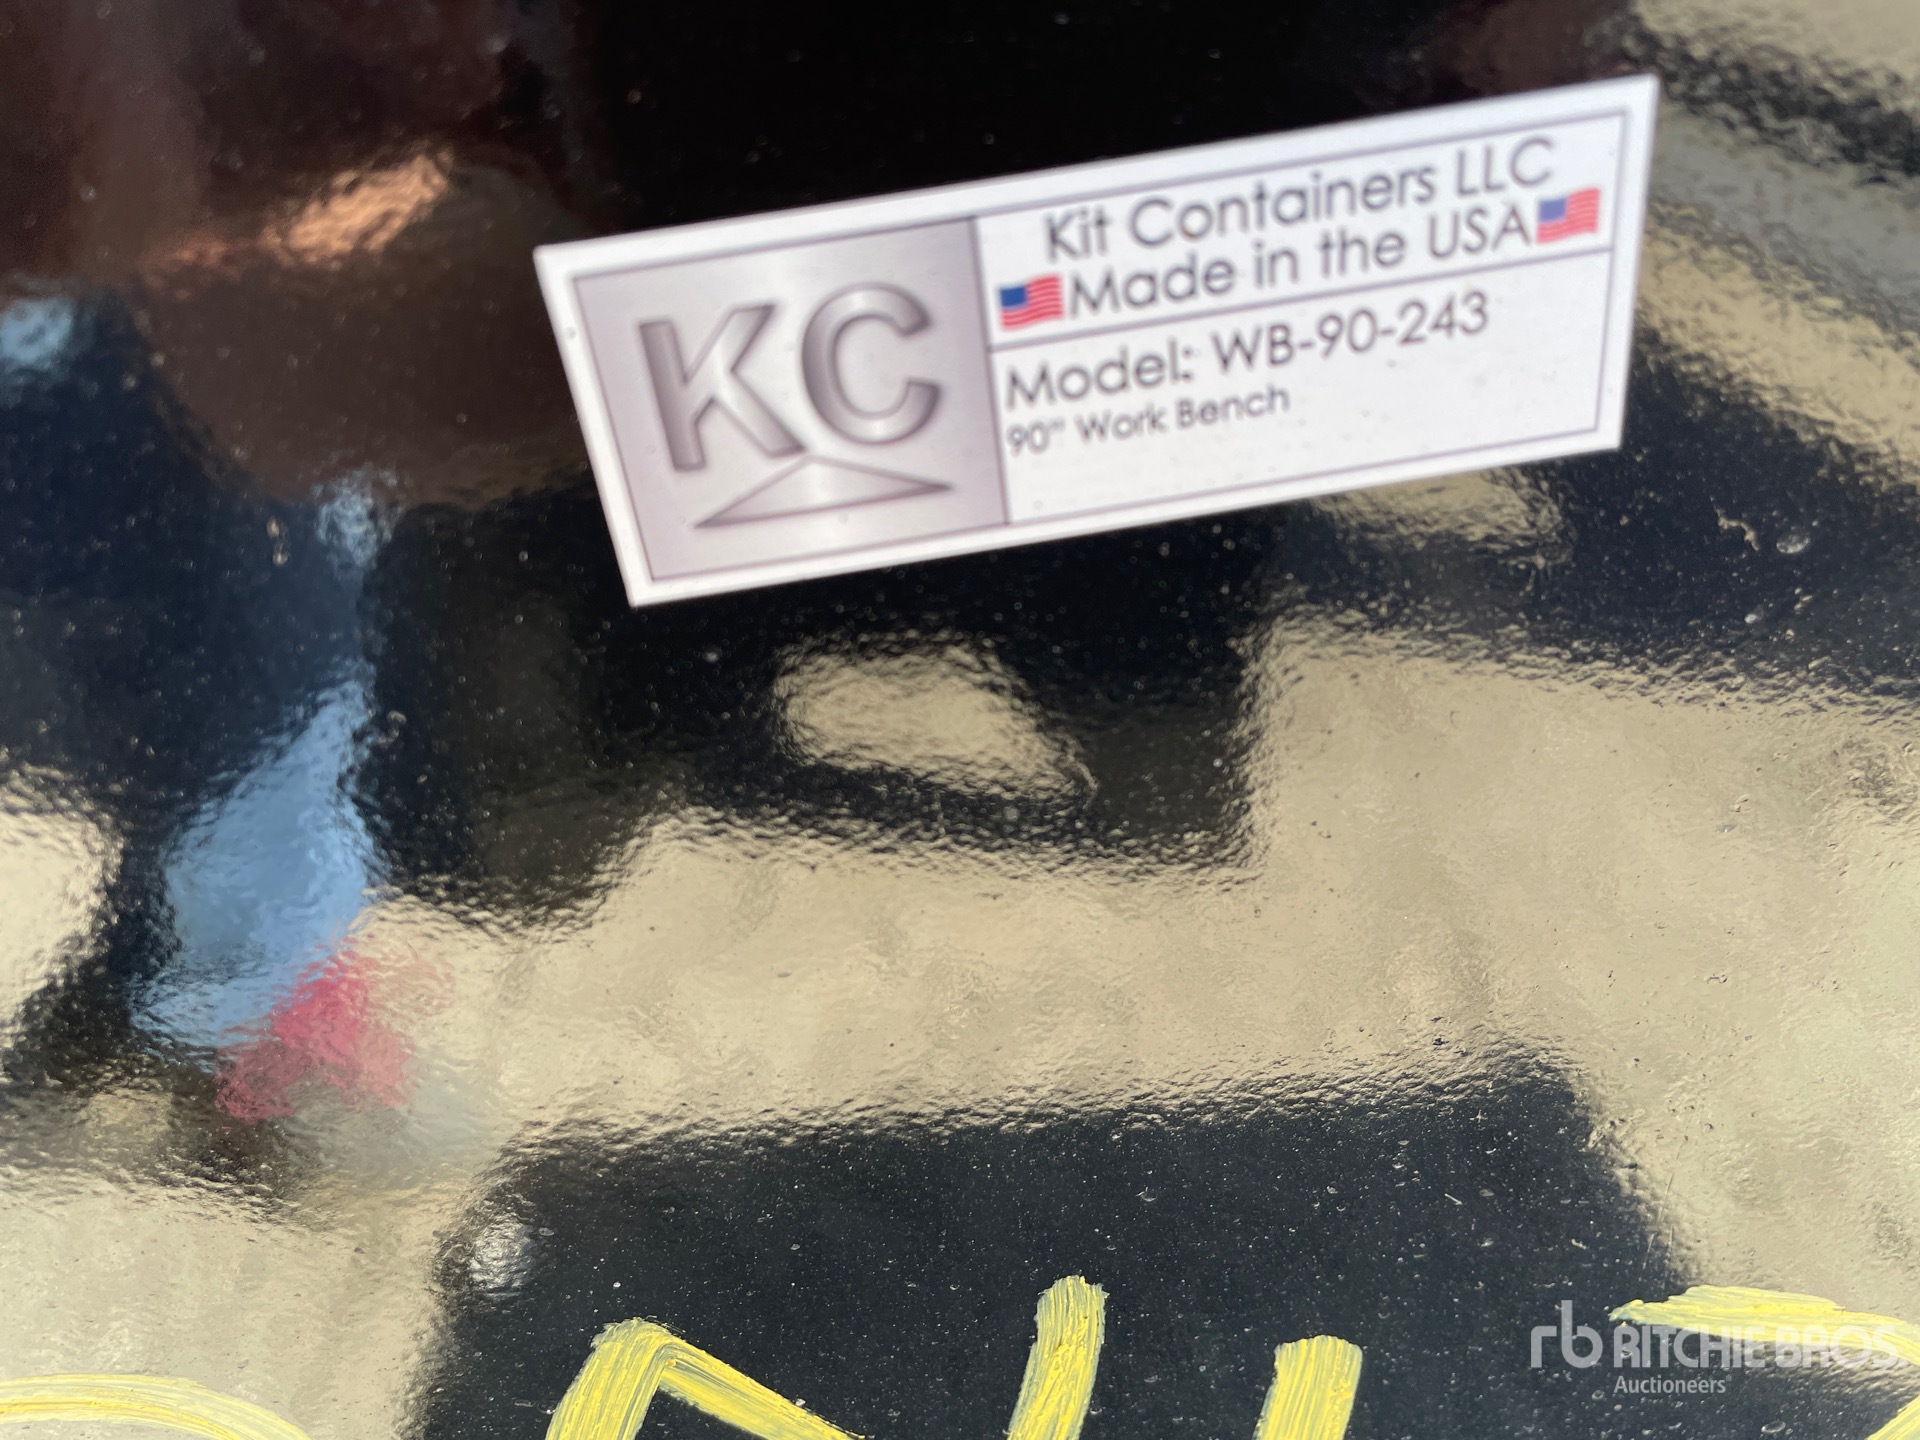 KC
Kit Containers LLC
Made in the USA
Model: WB-90-243
90" Work Bench
rb RITCHIE BROS
Auctioneers